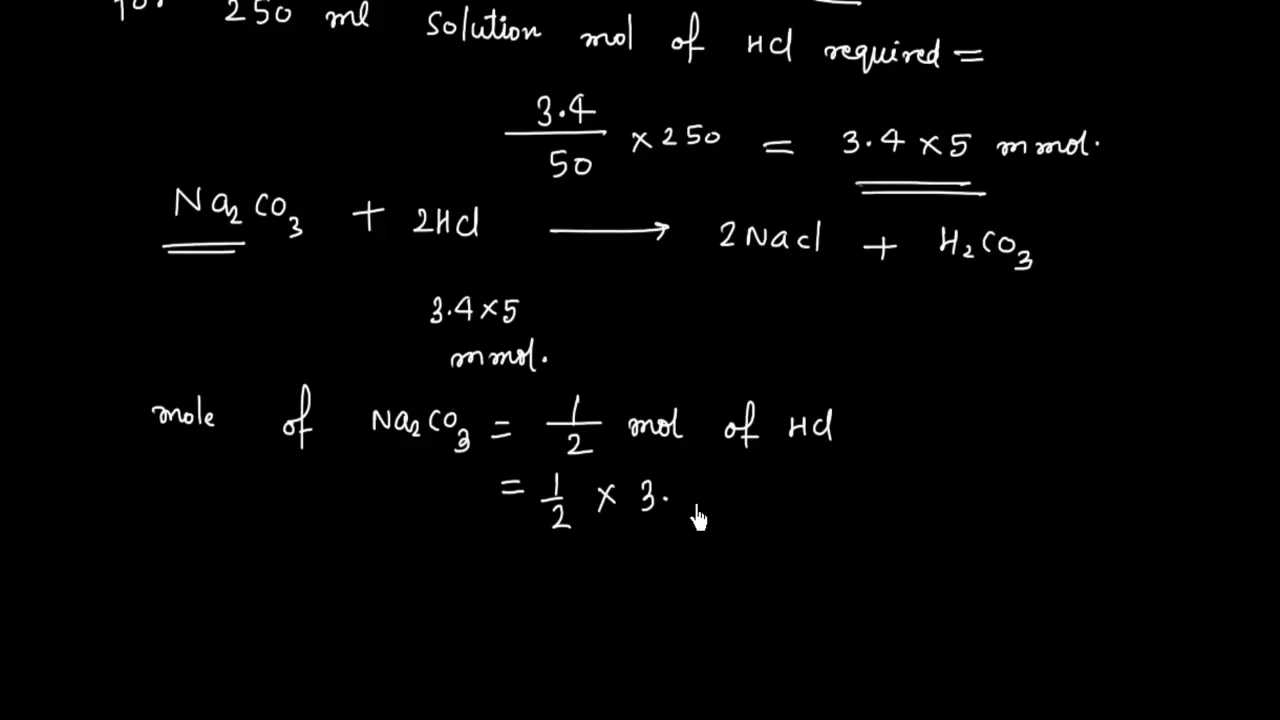 for 250 ml Solution mol of HCl required =
3.4/50 × 250 = 3.4 × 5 mmol.
Na₂CO₃ + 2HCl ⟶ 2NaCl + H₂CO₃
3.4×5
mmol.
mole of Na₂CO₃ = 1/2 mol of HCl
= 1/2 × 3.